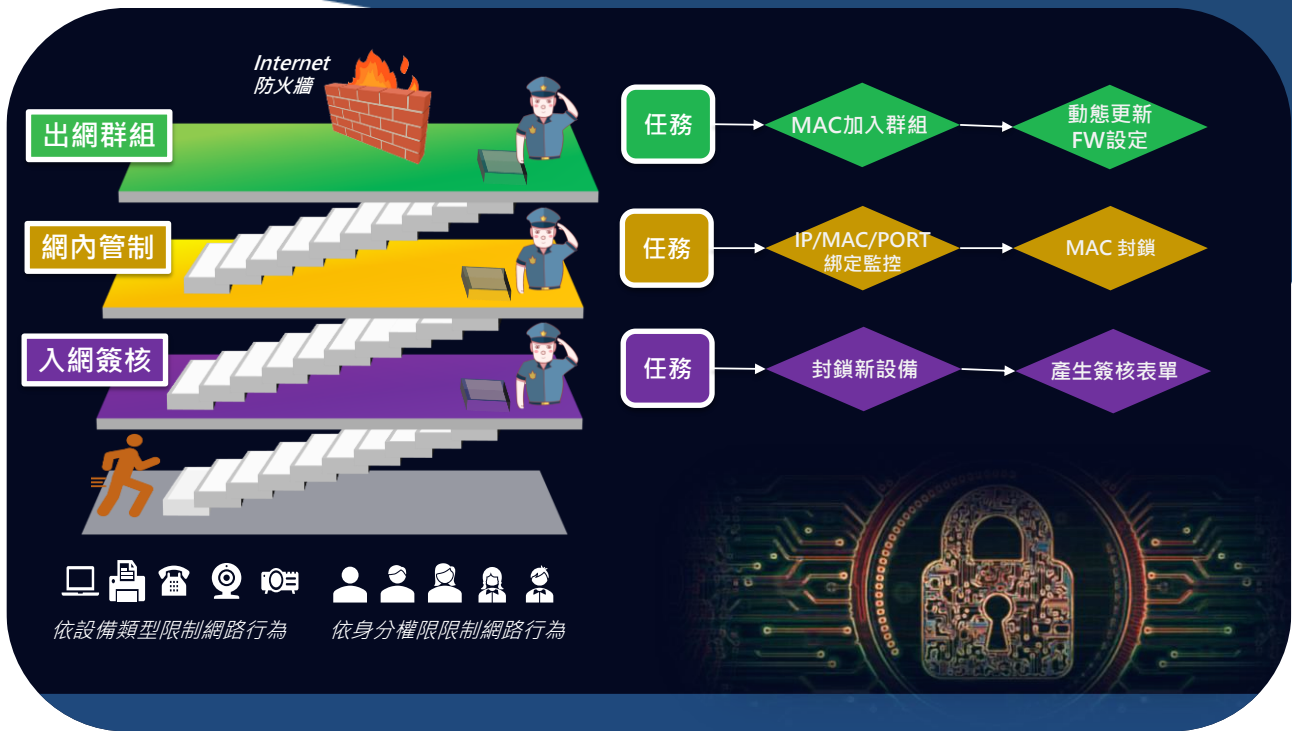 Internet
防火牆
出網群組
任務
MAC加入群組
動態更新
FW設定
網內管制
任務
IP/MAC/PORT
綁定監控
MAC 封鎖
入網簽核
任務
封鎖新設備
產生簽核表單
依設備類型限制網路行為
依身分權限限制網路行為